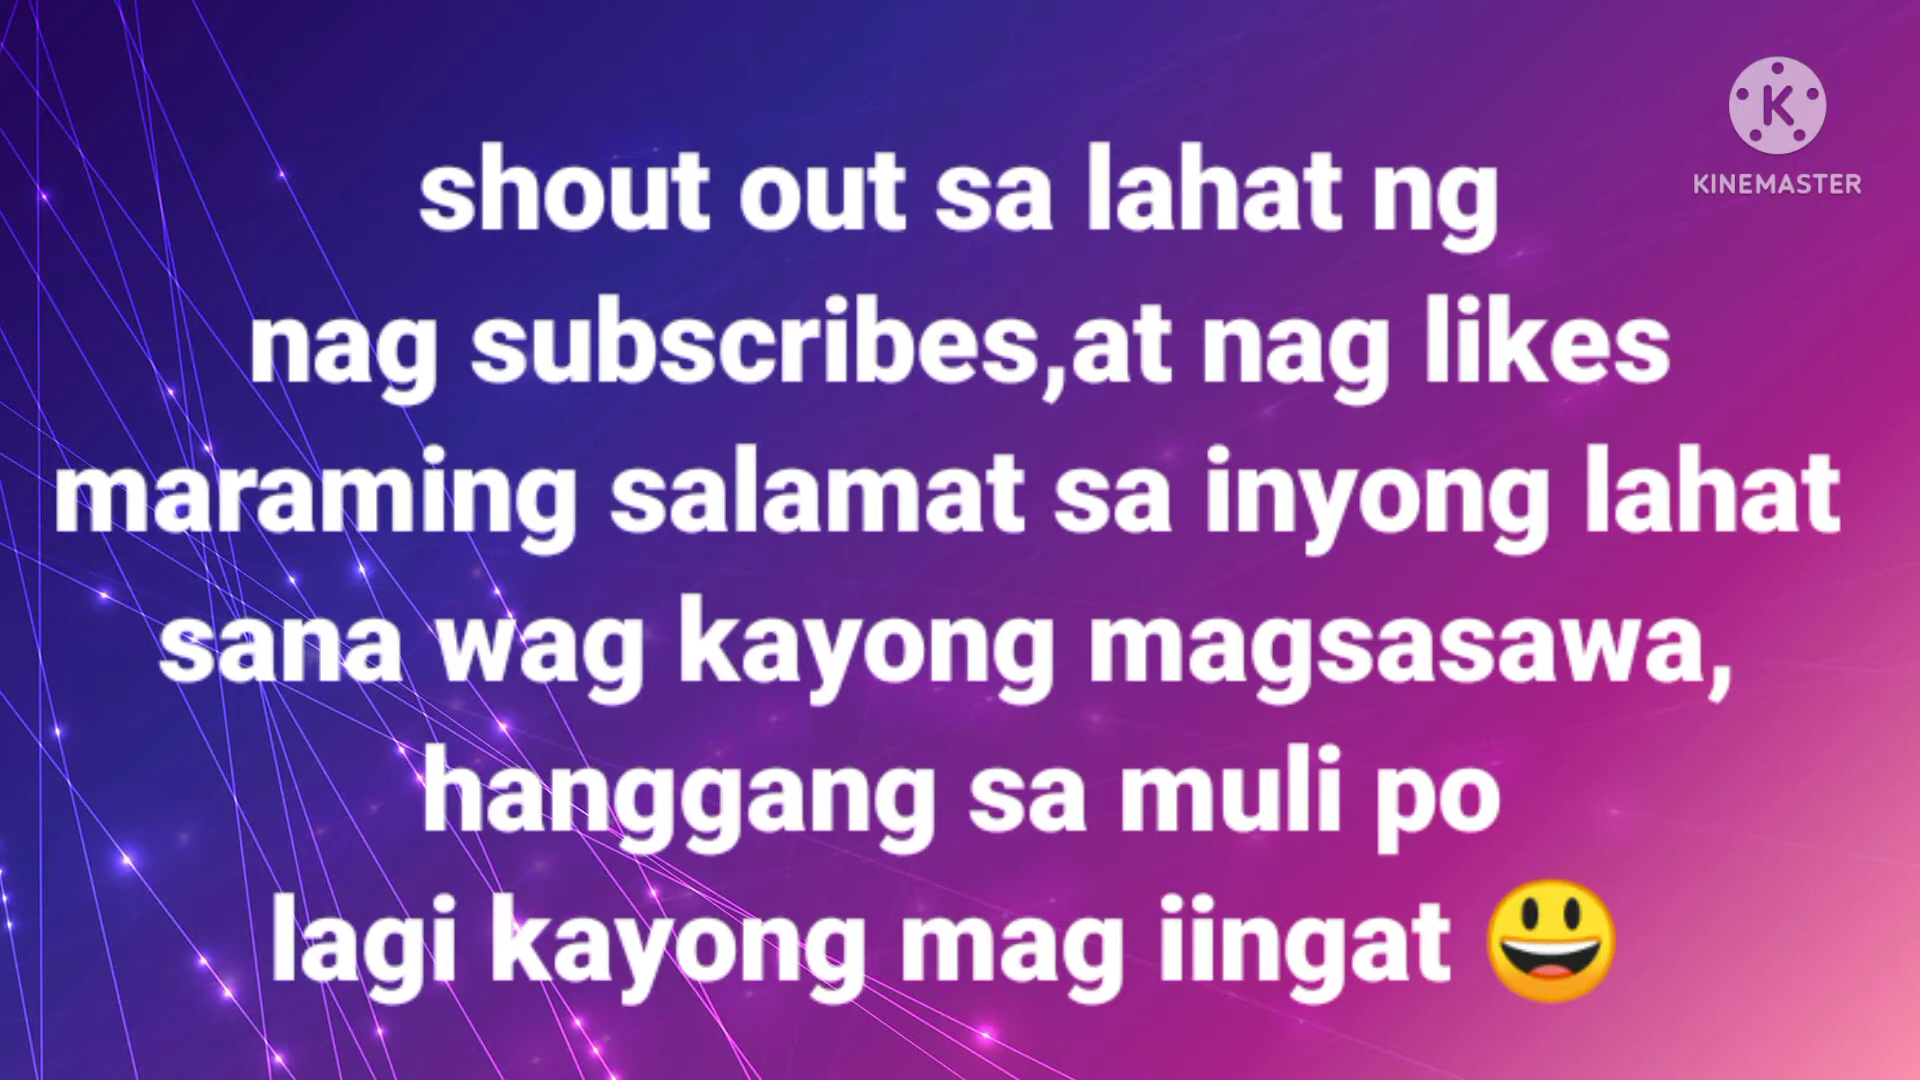 KINEMASTER
shout out sa lahat ng
nag subscribes,at nag likes
maraming salamat sa inyong lahat
sana wag kayong magsasawa,
hanggang sa muli po
lagi kayong mag iingat 😃